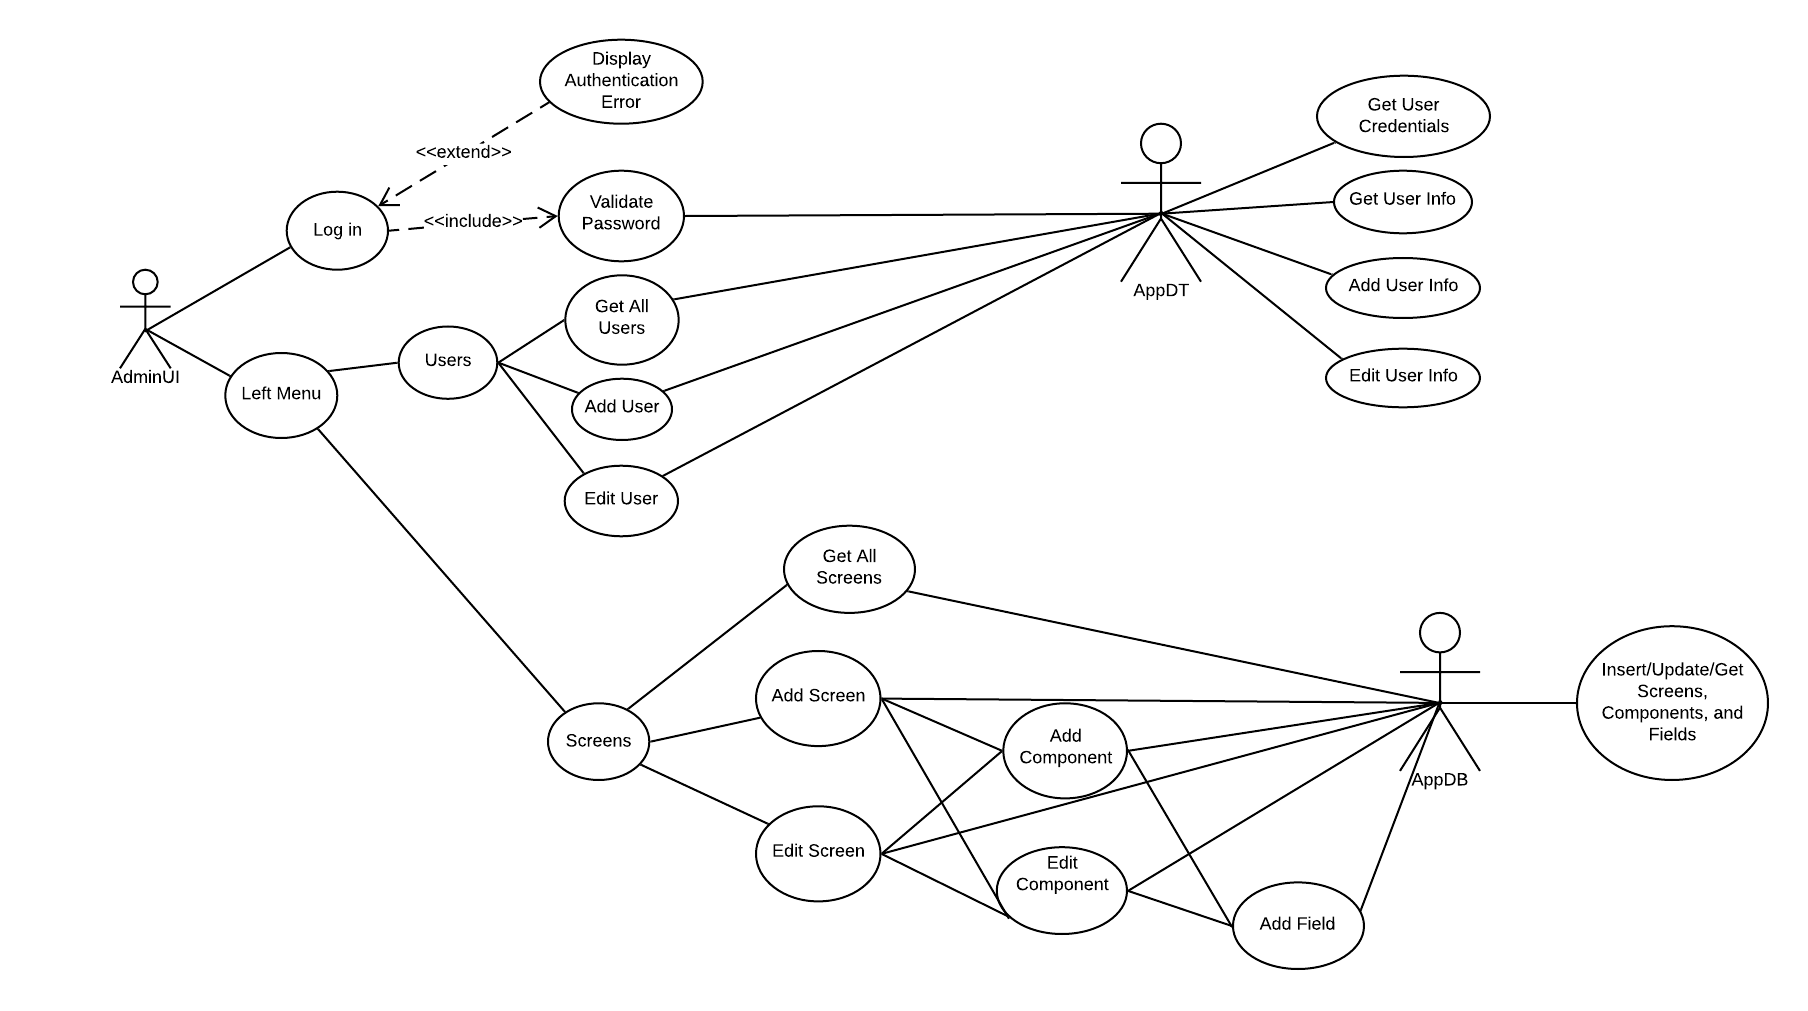 Display
Authentication
Error
<<extend>>
Log in
<<include>>
Validate
Password
AdminUI
Left Menu
Users
Get All
Users
Add User
Edit User
AppDT
Get User
Credentials
Get User Info
Add User Info
Edit User Info
Get All
Screens
Screens
Add Screen
Edit Screen
Add
Component
Edit
Component
Add Field
AppDB
Insert/Update/Get
Screens,
Components, and
Fields